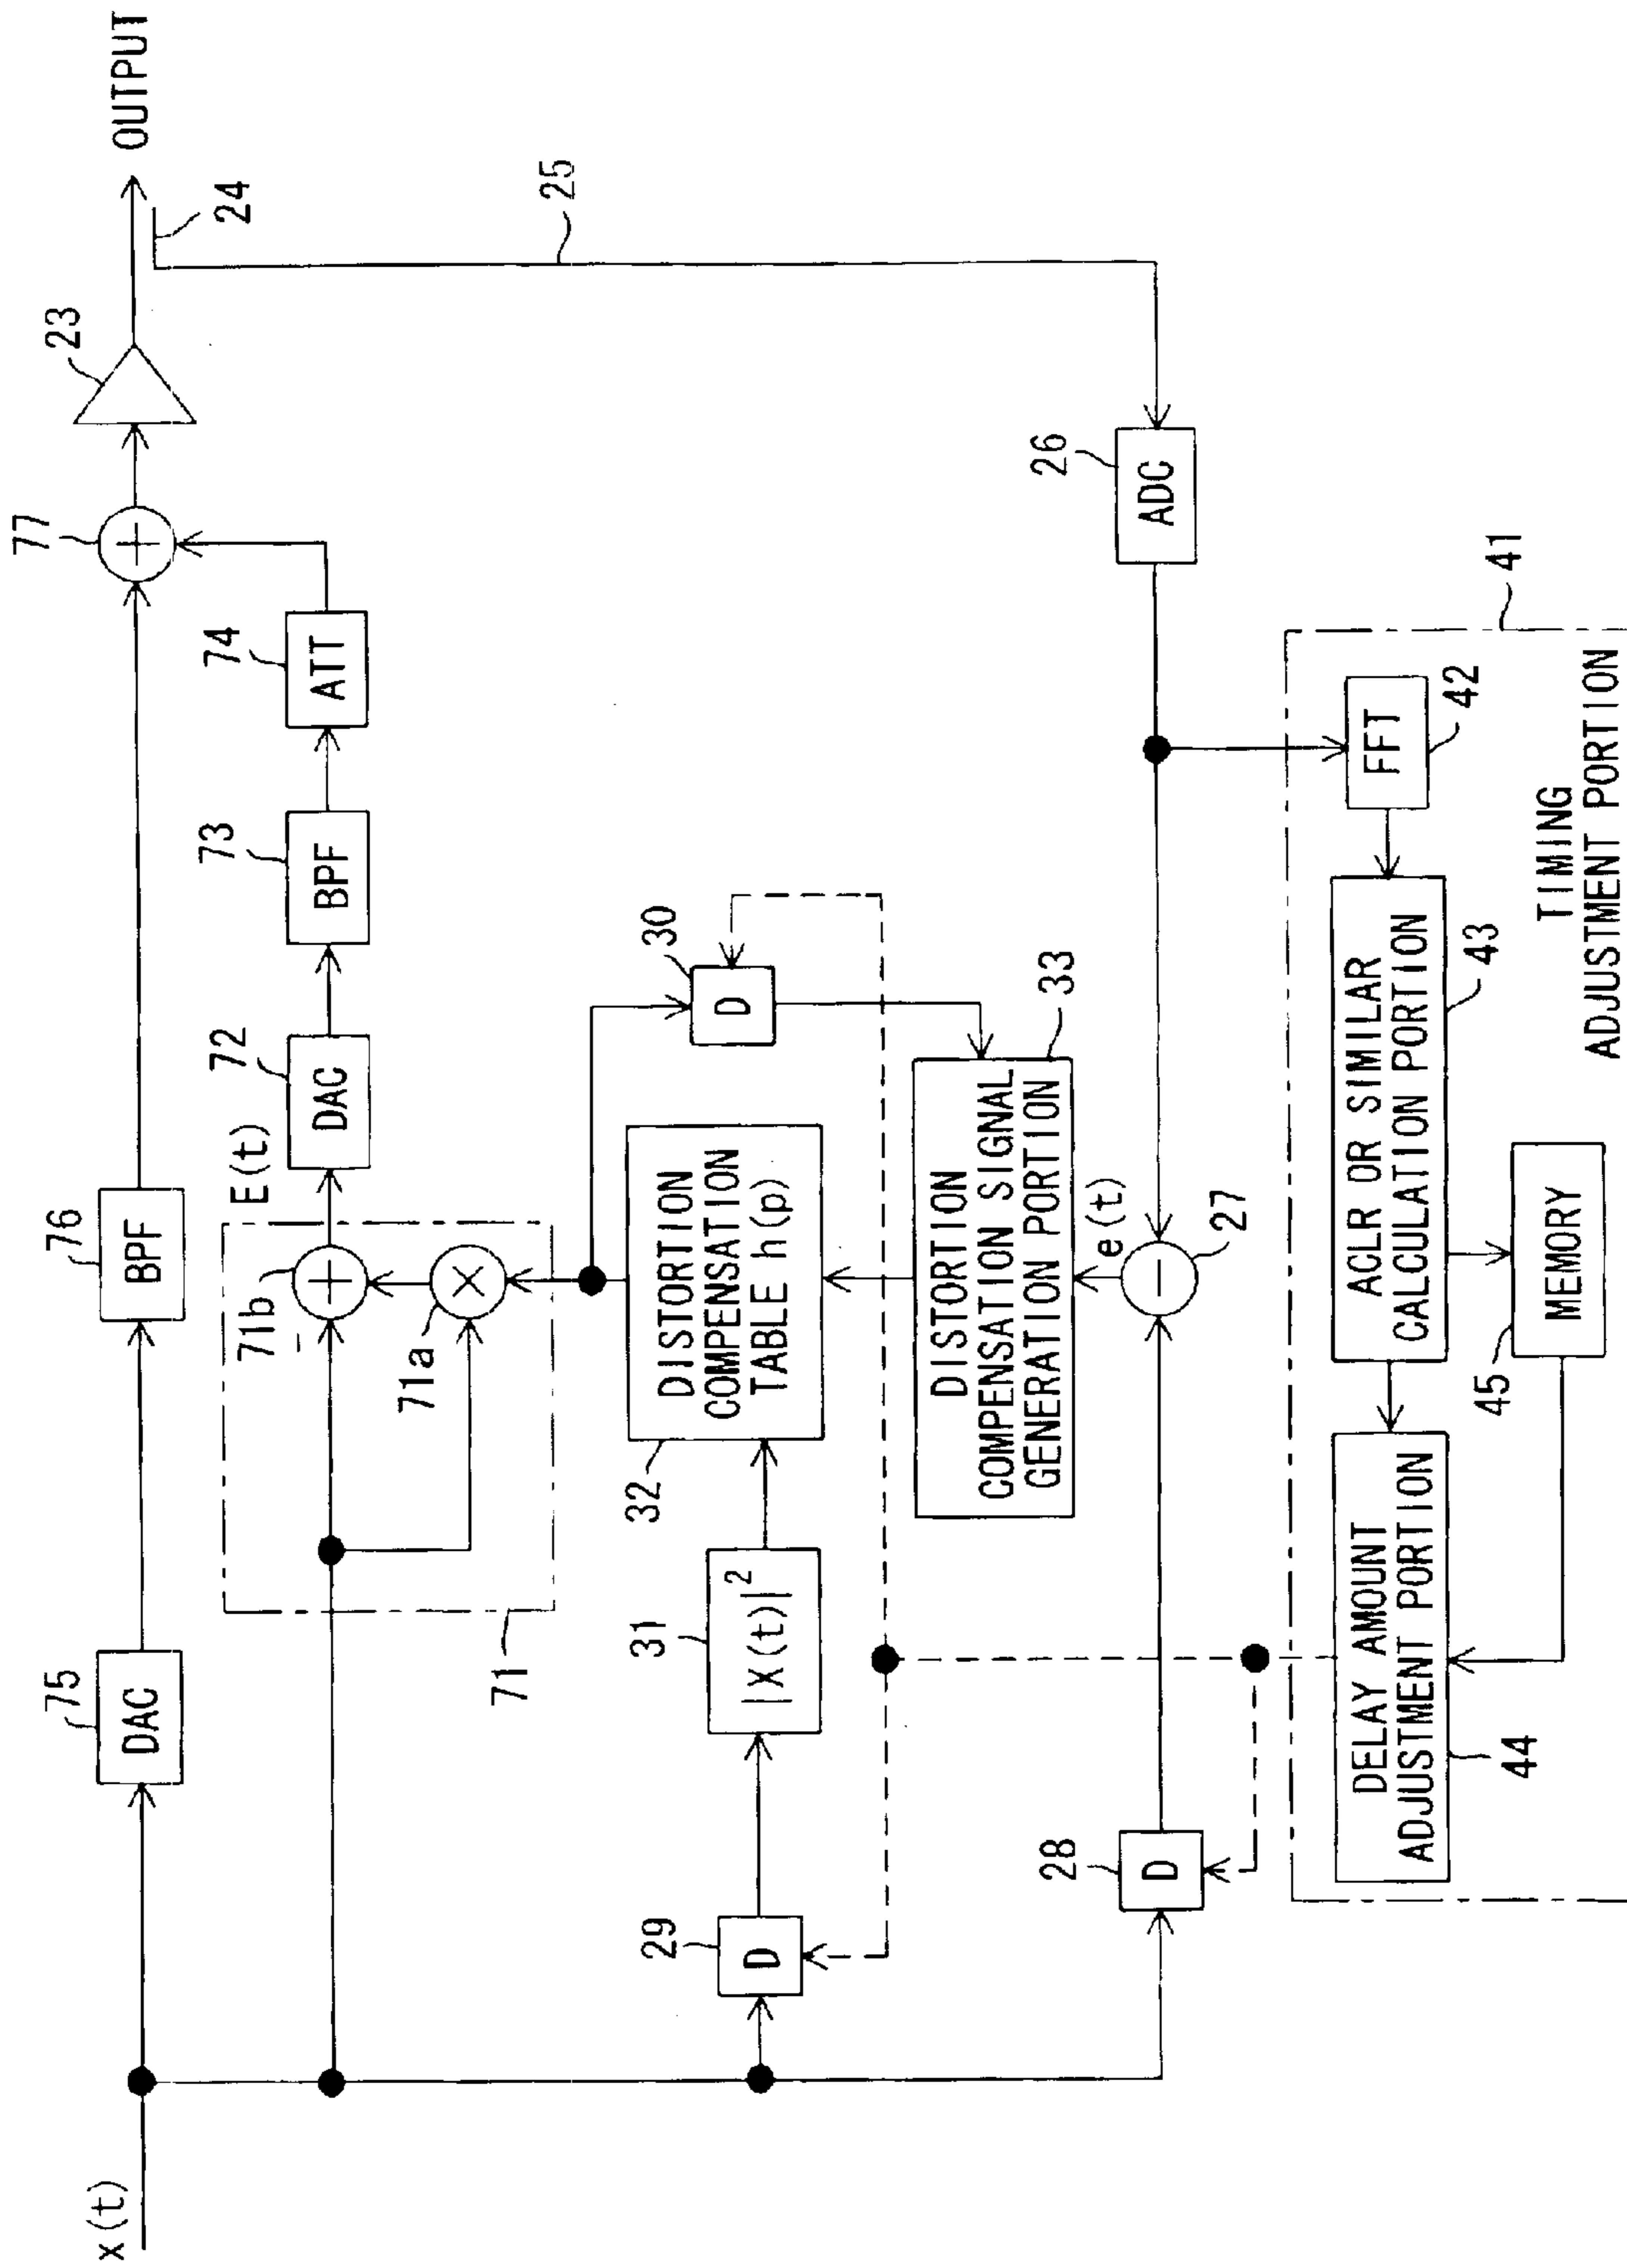 x(t)
75
DAC
76
BPF
77
+
23
OUTPUT
24
25
71
71b
−
+
71a
×
E(t)
72
DAC
73
BPF
74
ATT
29
D
31
|X(t)|²
32
DISTORTION
COMPENSATION
TABLE h(p)
30
D
33
DISTORTION
COMPENSATION SIGNAL
GENERATION PORTION
e(t)
28
D
−
27
26
ADC
41
TIMING
ADJUSTMENT PORTION
FFT
42
ACLR OR SIMILAR
CALCULATION PORTION
43
DELAY AMOUNT
ADJUSTMENT PORTION
44
45
MEMORY